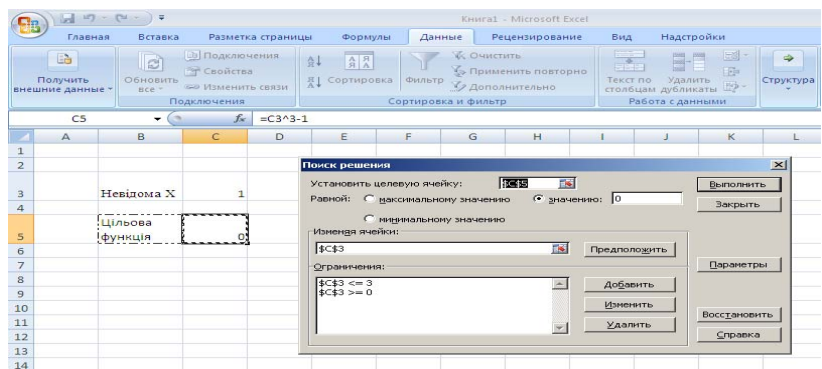 Книга1 - Microsoft Excel
Главная Вставка Разметка страницы Формулы Данные Рецензирование Вид Надстройки
Получить внешние данные
Обновить все
Подключения
Свойства
Изменить связи
Подключения
Сортировка
Фильтр
Очистить
Применить повторно
Дополнительно
Сортировка и фильтр
Текст по столбцам
Удалить дубликаты
Работа с данными
Структура
C5 fx =C3^3-1
A B C D E F G H I J K L
1
2
3 Невідома X 1
4
Цільова
5 функція 0
6
7
8
9
10
11
12
13
14
Поиск решения
Установить целевую ячейку: $C$5 Выполнить
Равной: максимальному значению значению: 0 Закрыть
минимальному значению
Изменяя ячейки:
$C$3 Предположить
Ограничения: Параметры
$C$3 <= 3 Добавить
$C$3 >= 0
Изменить
Восстановить
Удалить
Справка